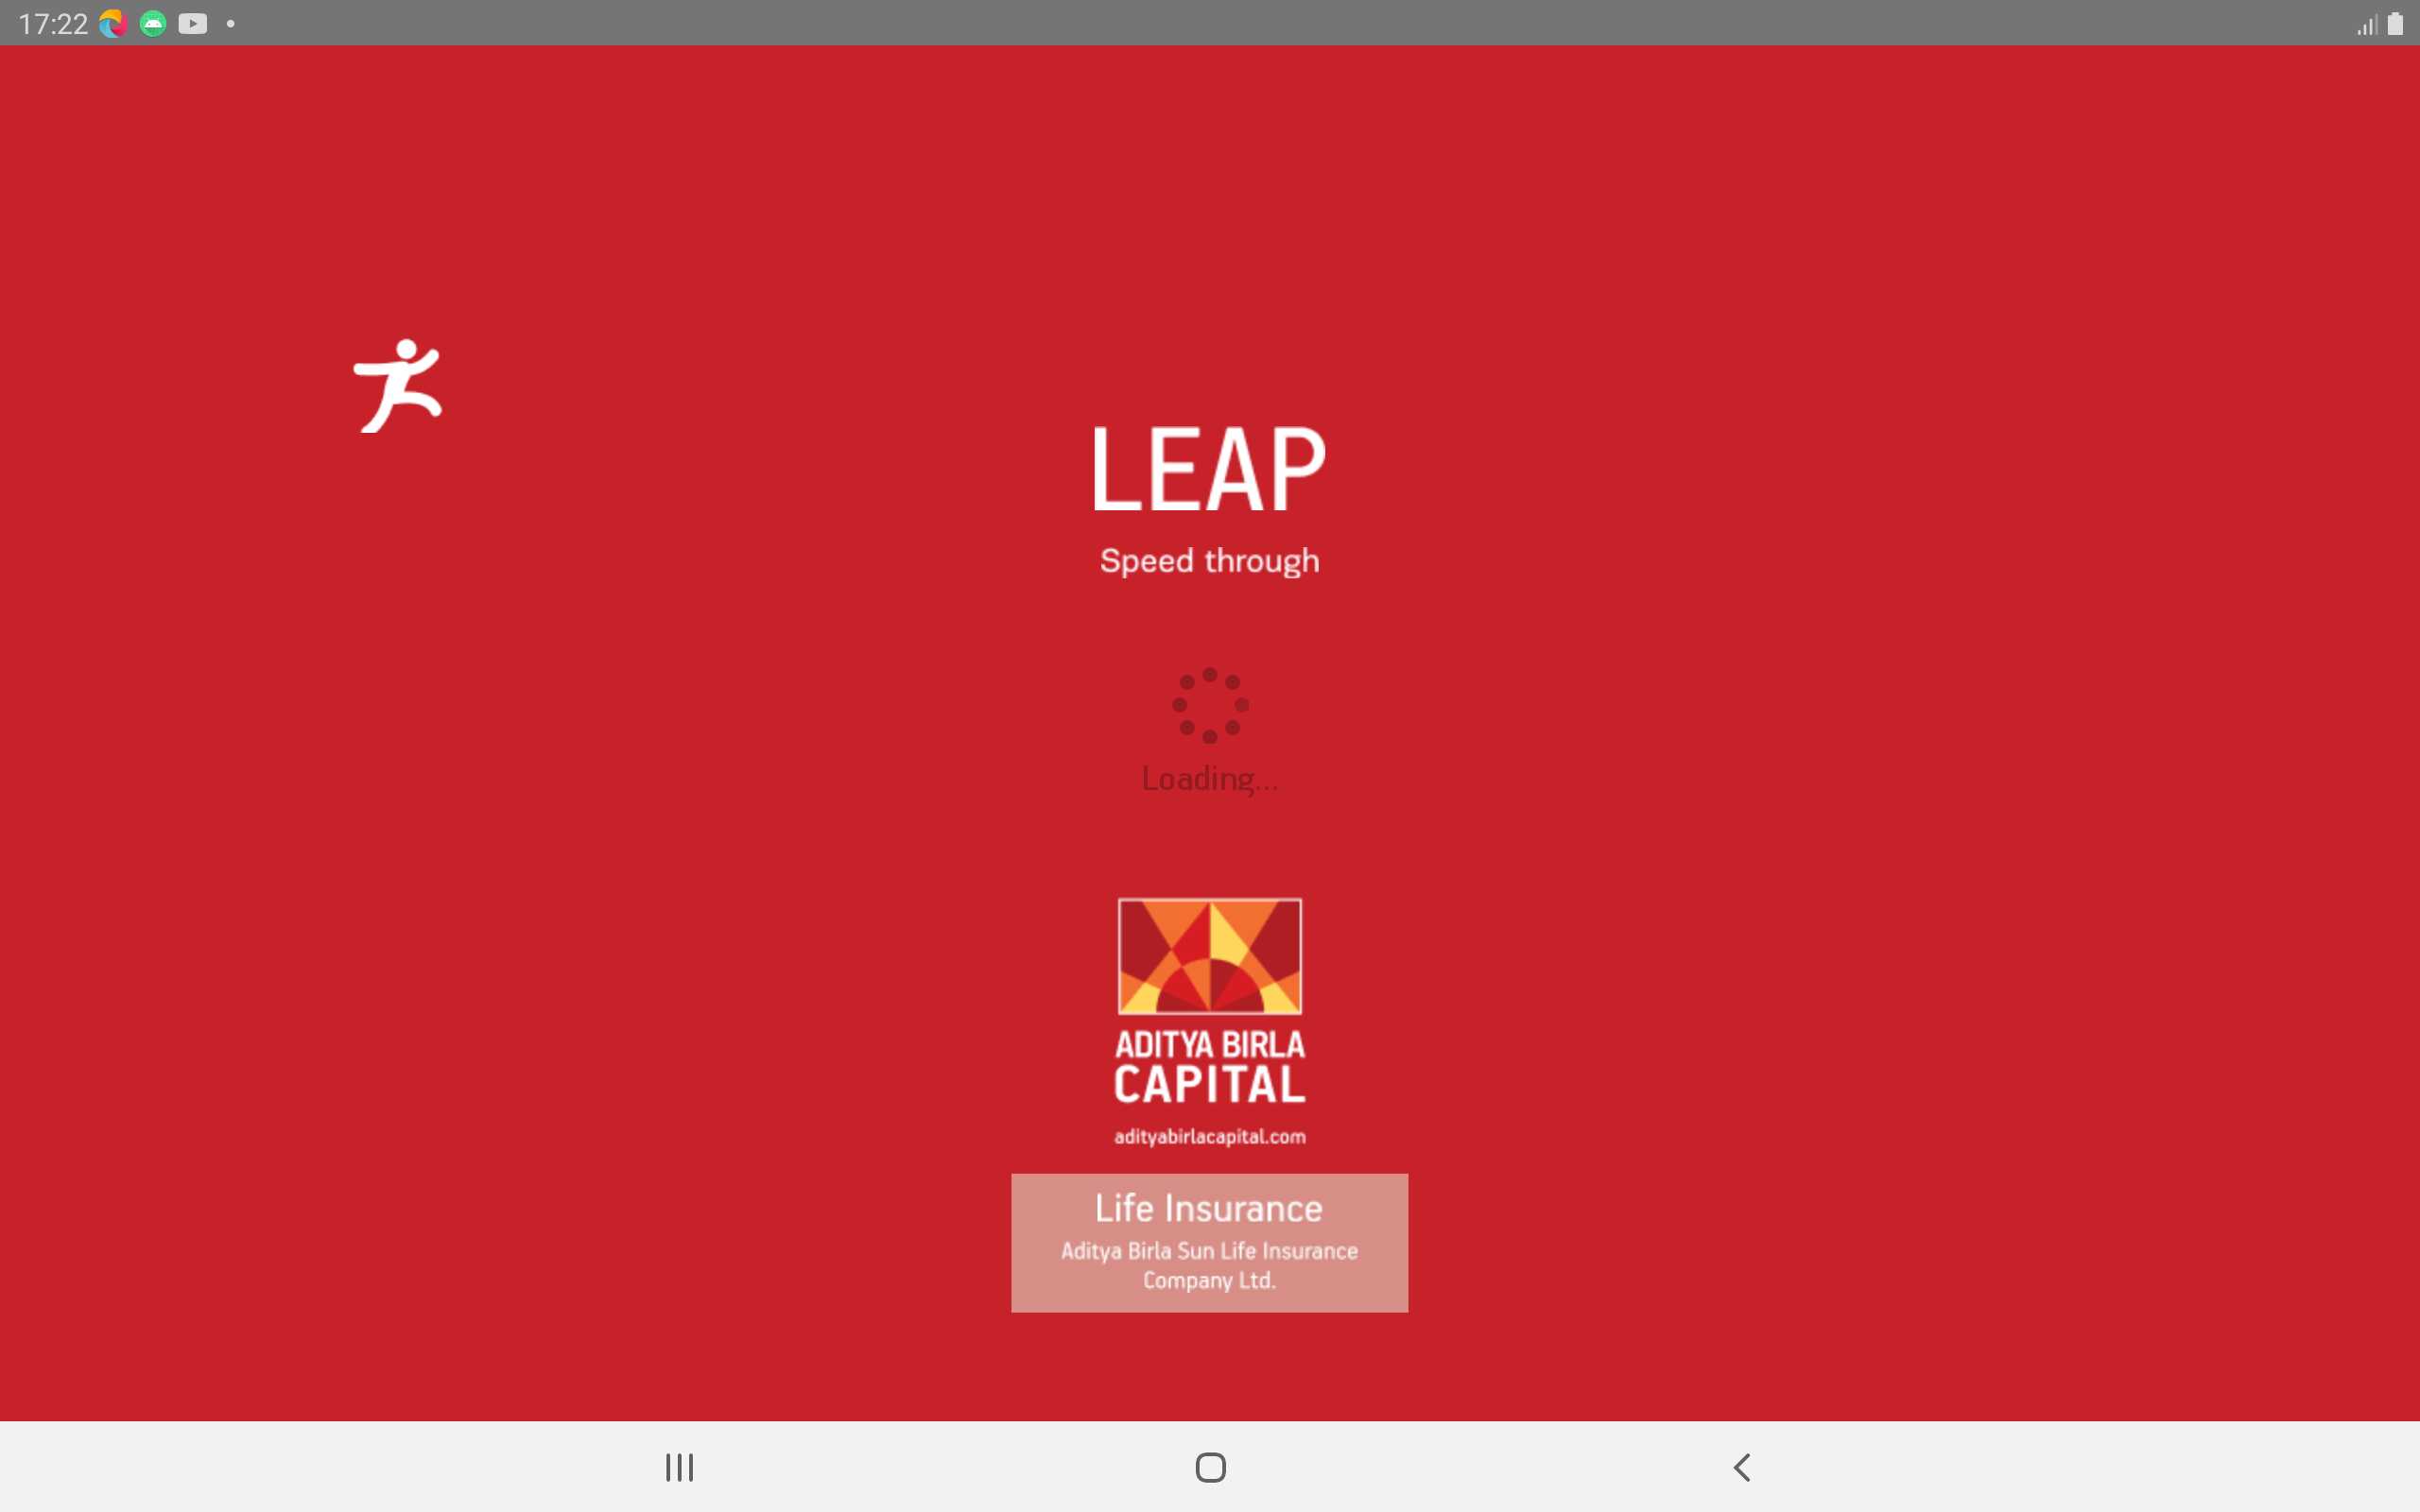 17:22
LEAP
Speed through
Loading...
ADITYA BIRLA
CAPITAL
adityabirlacapital.com
Life Insurance
Aditya Birla Sun Life Insurance
Company Ltd.